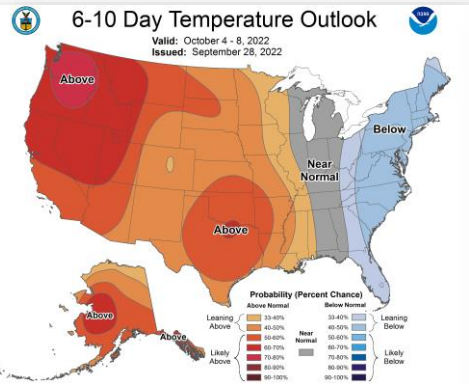 6-10 Day Temperature Outlook
Valid: October 4 - 8, 2022
Issued: September 28, 2022
noaa
Above
Below
Near
Normal
Above
Above
Above
Probability (Percent Chance)
Above Normal
Below Normal
Leaning
Above
33-40%
40-50%
50-60%
60-70%
70-80%
80-90%
90-100%
Likely
Above
Near
Normal
33-40%
40-50%
50-60%
60-70%
70-80%
80-90%
90-100%
Leaning
Below
Likely
Below